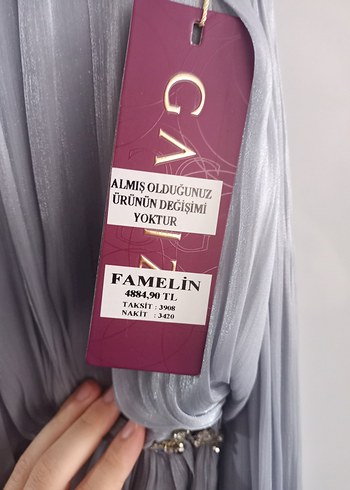 ALMIŞ OLDUĞUNUZ
ÜRÜNÜN DEĞİŞİMİ
YOKTUR
FAMELİN
4884,90 TL
TAKSİT : 3908
NAKİT : 3420